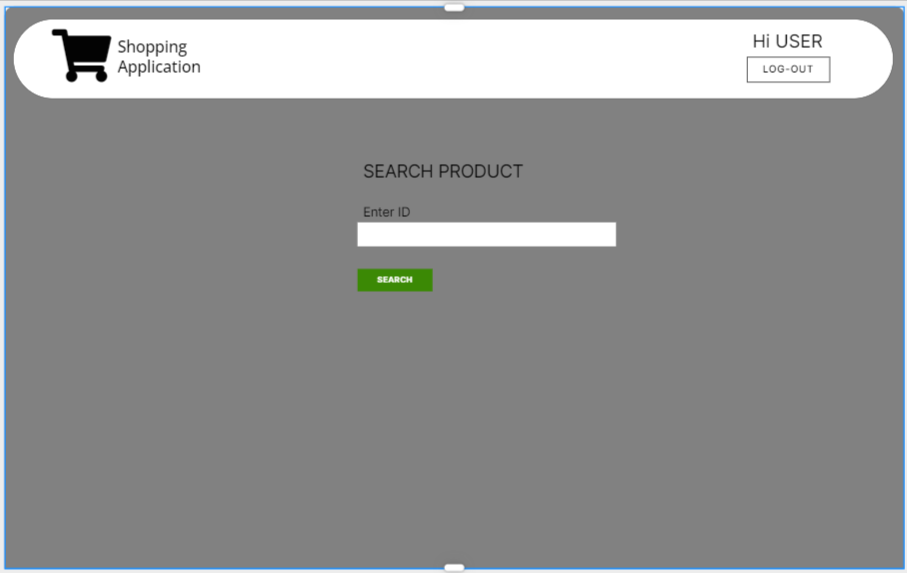 Shopping
Application
Hi USER
LOG-OUT
SEARCH PRODUCT
Enter ID
SEARCH